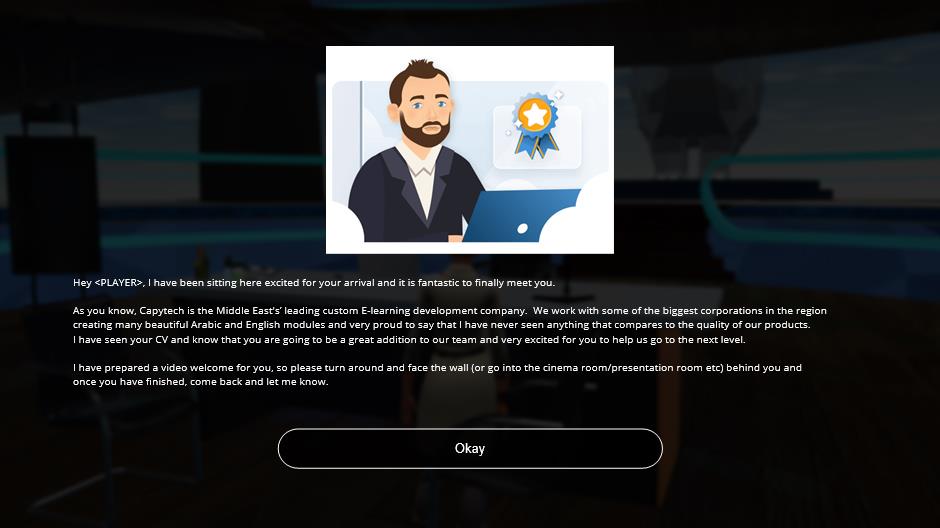 Hey <PLAYER>, I have been sitting here excited for your arrival and it is fantastic to finally meet you.
As you know, Capytech is the Middle East's' leading custom E-learning development company.  We work with some of the biggest corporations in the region
creating many beautiful Arabic and English modules and very proud to say that I have never seen anything that compares to the quality of our products.
I have seen your CV and know that you are going to be a great addition to our team and very excited for you to help us go to the next level.
I have prepared a video welcome for you, so please turn around and face the wall (or go into the cinema room/presentation room etc) behind you and
once you have finished, come back and let me know.
Okay